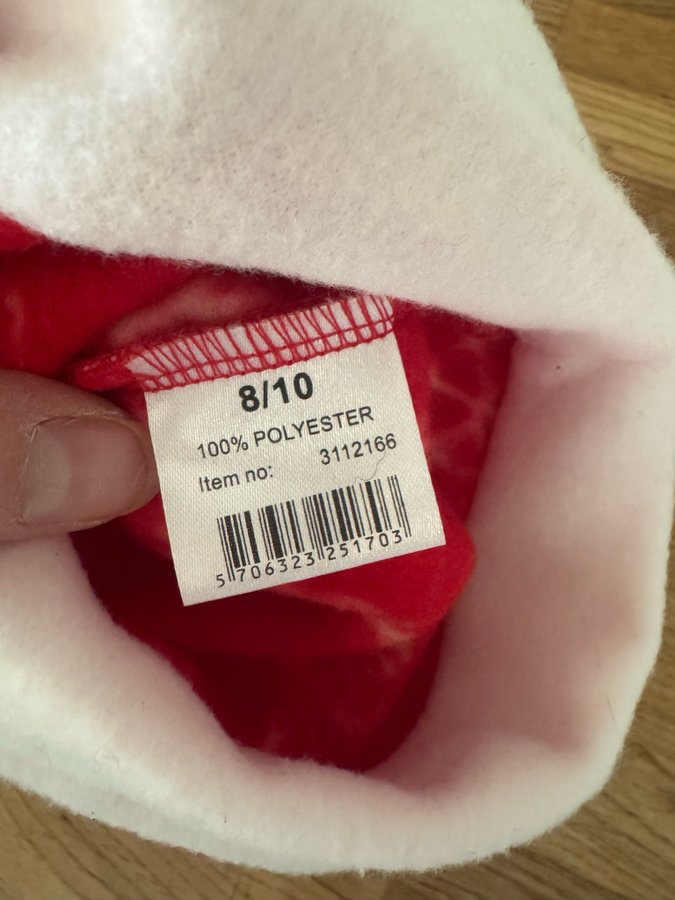 8/10
100% POLYESTER
Item no: 3112166
5 706323 251703